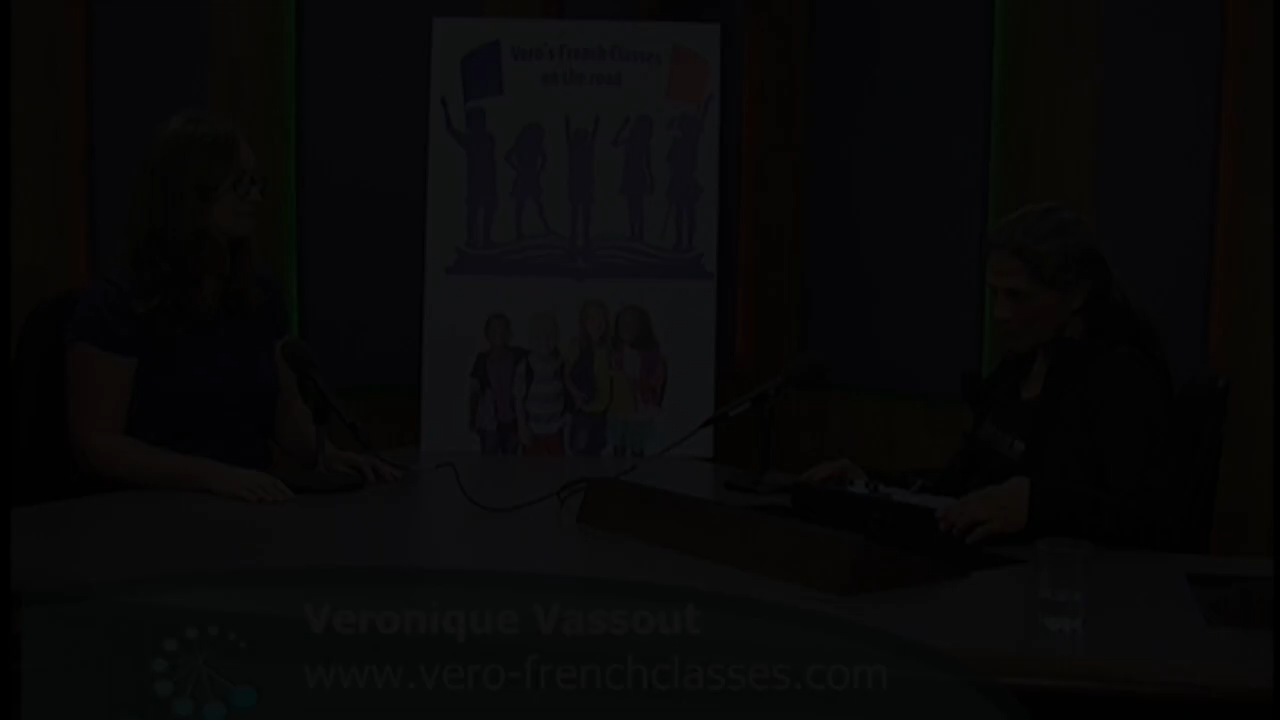 Vero's French Classes
on the road
Veronique Vassout
www.vero-frenchclasses.com